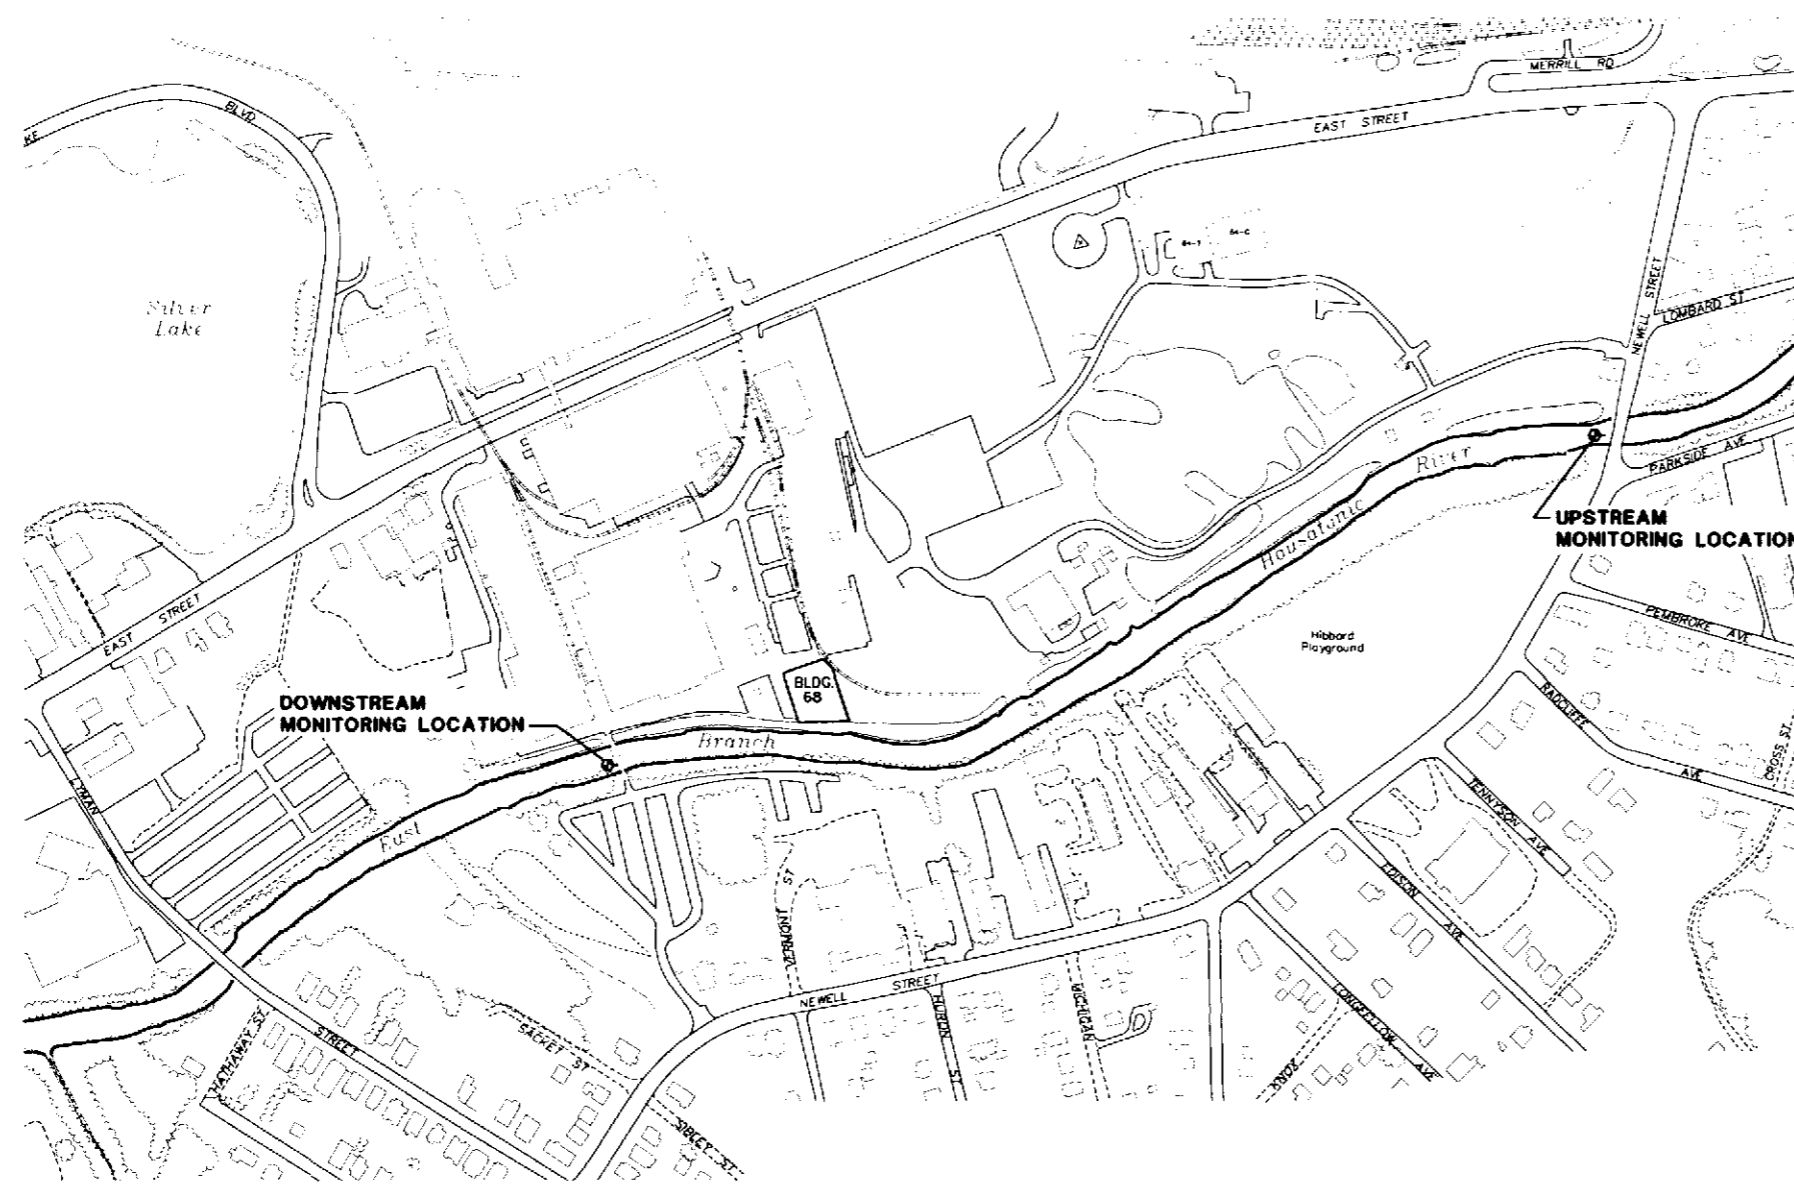 MERRILL RD
EAST STREET
BLVD
KE
Silver
Lake
64-G
NEWELL STREET
LOMBARD ST
PARKSIDE AVE
River
Housatonic
UPSTREAM
MONITORING LOCATION
Hibbard
Playground
PEMBROKE AVE
RADCLIFFE AVE
CROSS ST
EAST STREET
BLDG.
68
DOWNSTREAM
MONITORING LOCATION
Branch
East
LYMAN
STREET
TENNYSON AVE
EDISON AVE
LONGFELLOW AVE
VERMONT ST
NEWELL STREET
HURON ST
MICHIGAN
HATHAWAY ST
SACKET ST
SIBLEY ST